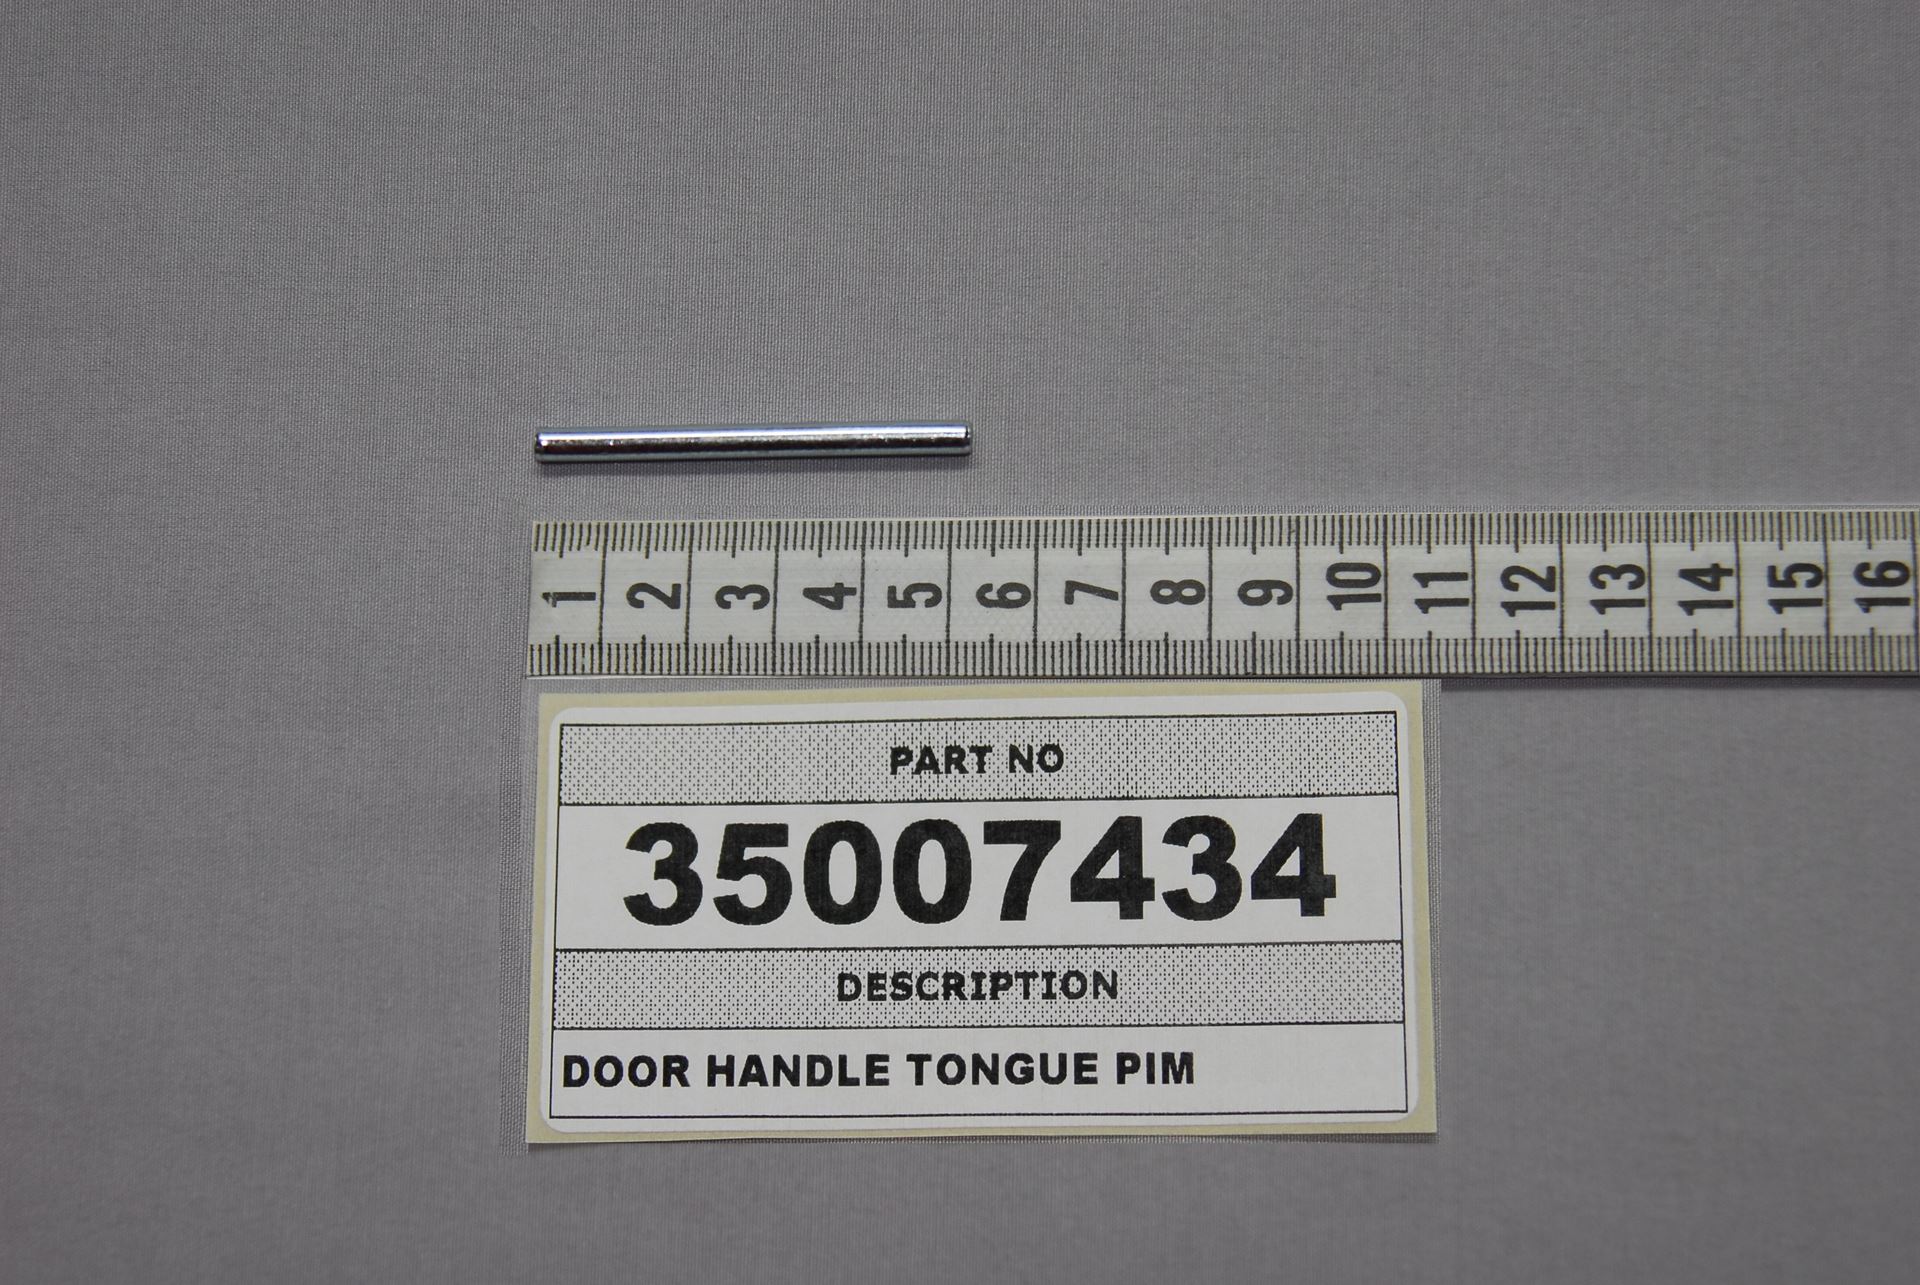 1 2 3 4 5 6 7 8 9 10 11 12 13 14 15 16
PART NO
35007434
DESCRIPTION
DOOR HANDLE TONGUE PIM